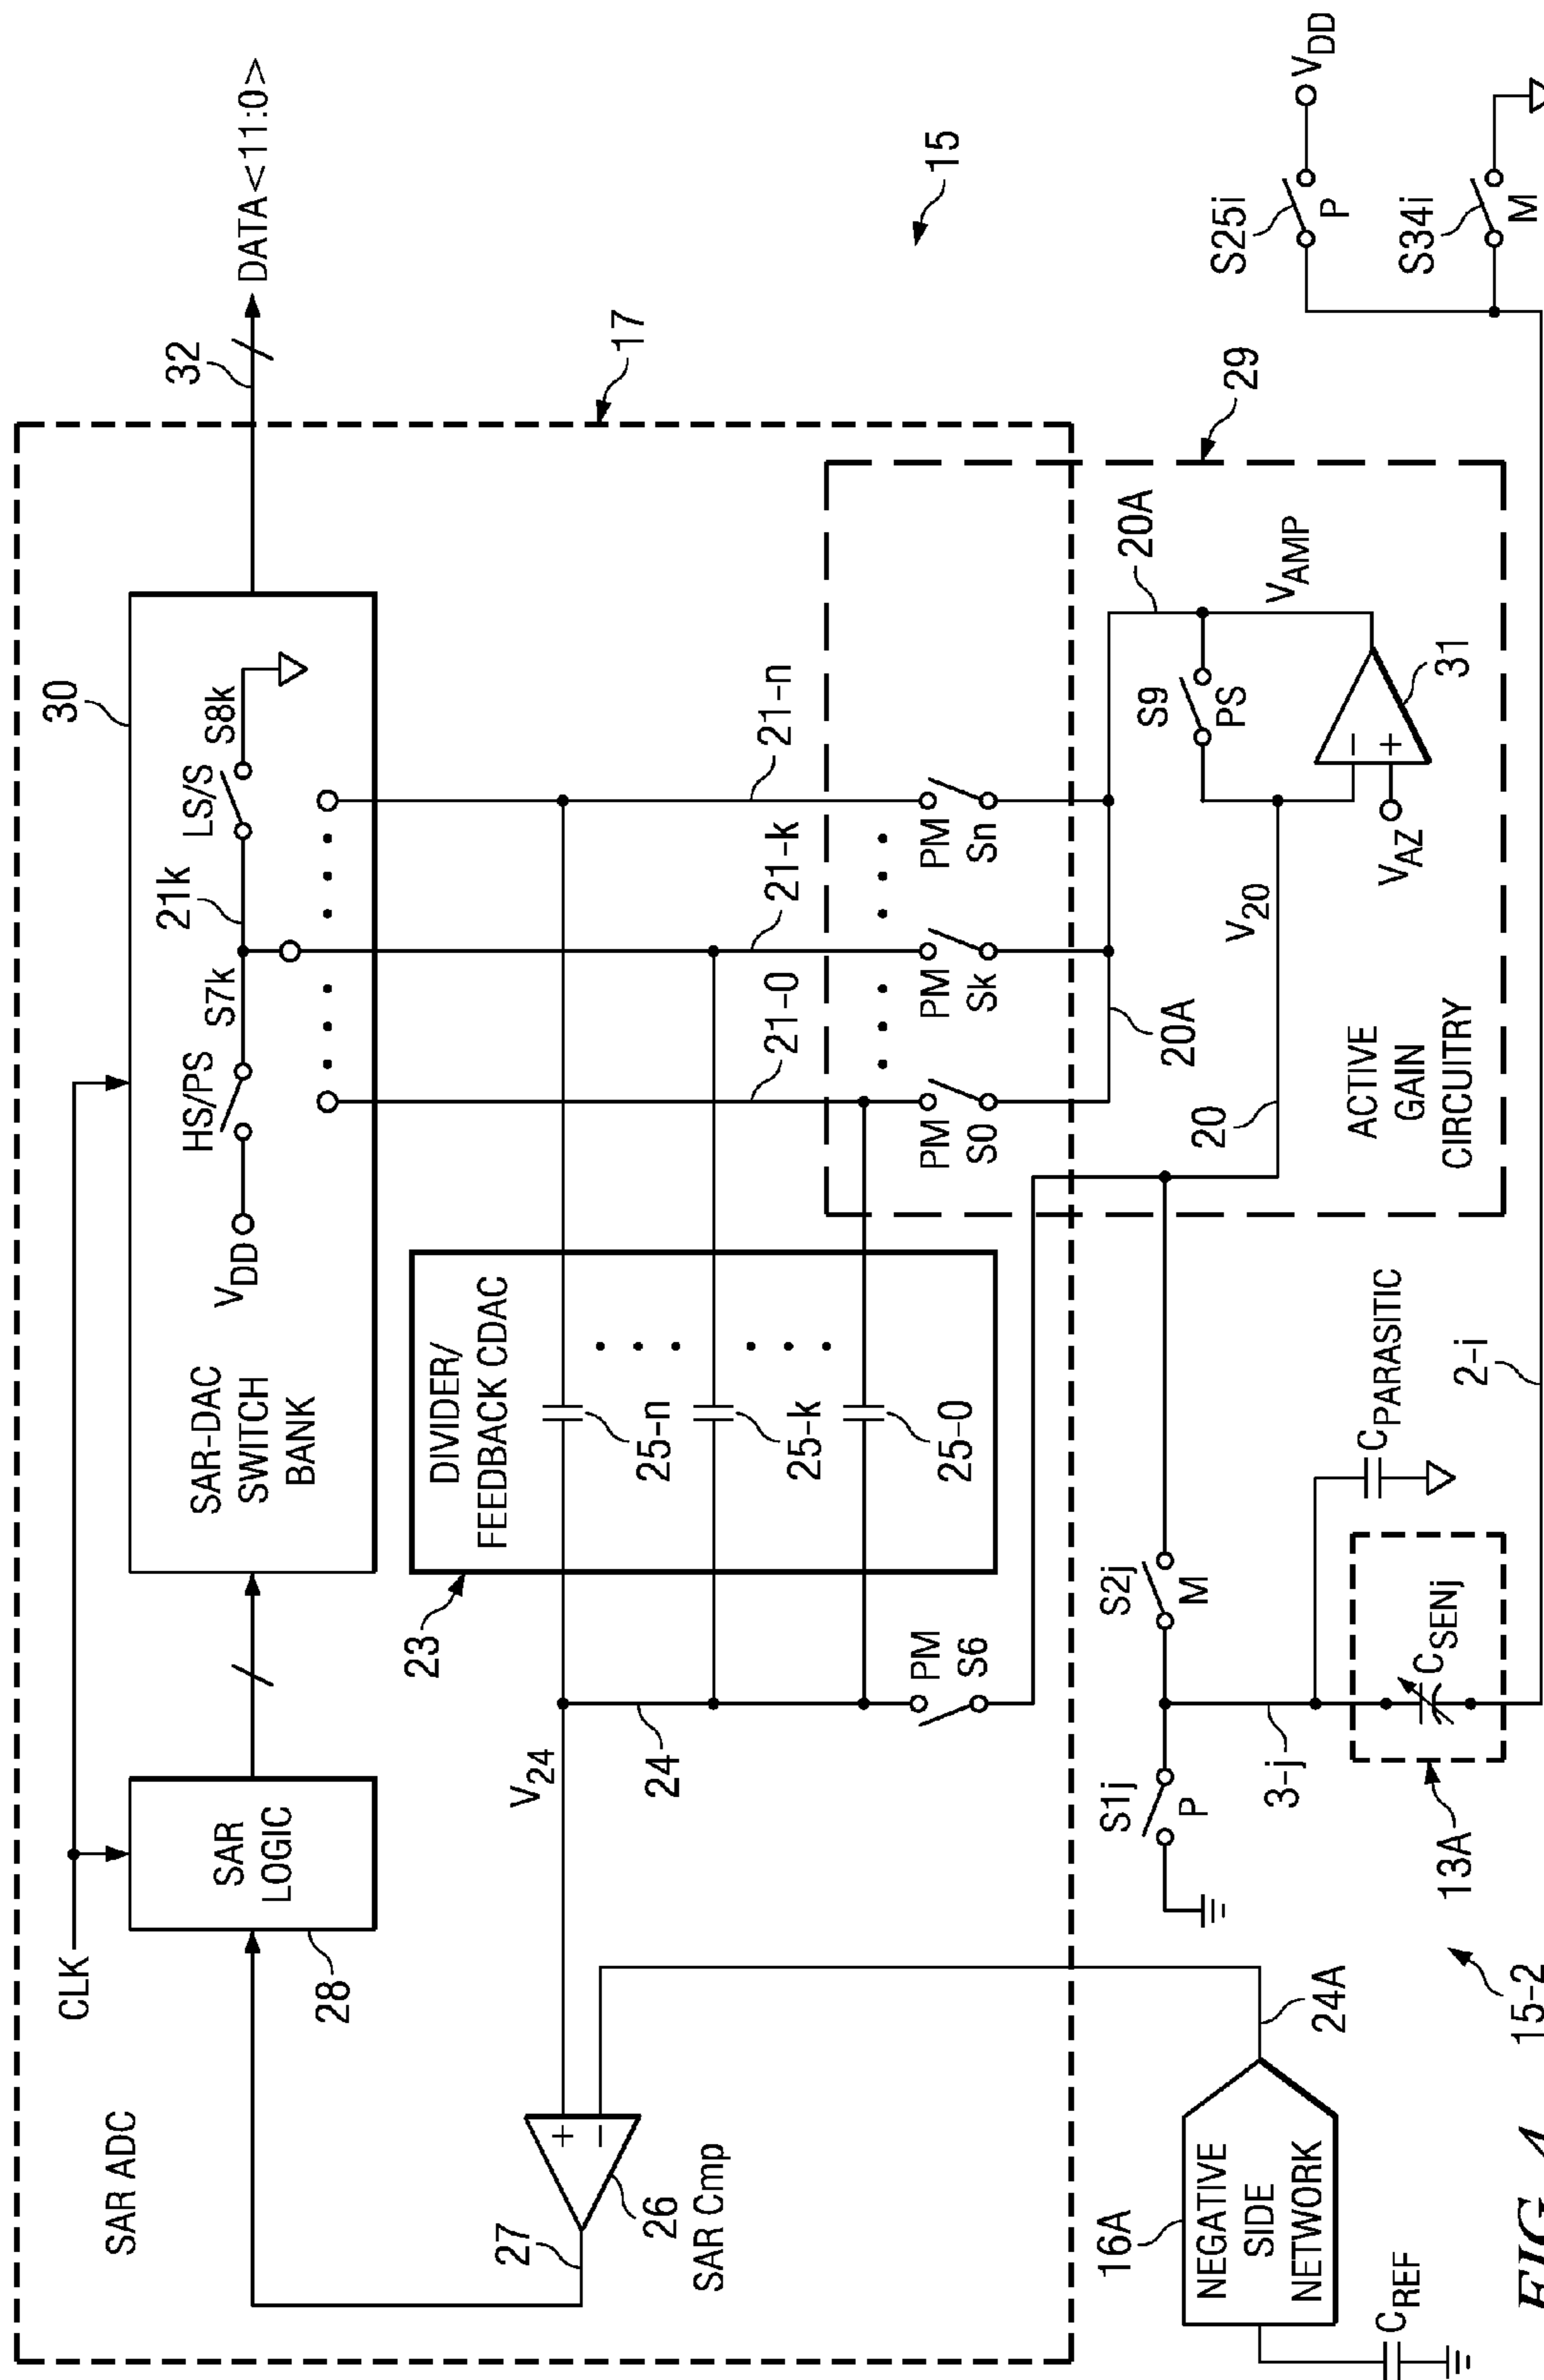 SAR ADC
CLK
SAR
LOGIC
28
30
SAR-DAC
SWITCH
BANK
VDD
HS/PS
S7k
21k
LS/S
S8k
32
DATA<11:0>
17
15
27
26
SAR Cmp
+
−
V24
24
23
DIVIDER/
FEEDBACK CDAC
25-n
25-k
25-0
21-0
21-k
21-n
PM
S6
PM
S0
PM
Sk
PM
Sn
29
20A
20A
S9
PS
VAMP
31
−
+
VAZ
V20
20
ACTIVE
GAIN
CIRCUITRY
16A
NEGATIVE
SIDE
NETWORK
24A
CREF
S1j
P
S2j
M
3-j
13A
CSENj
CPARASITIC
2-i
S25i
P
VDD
S34i
M
15-2
FIG. 4